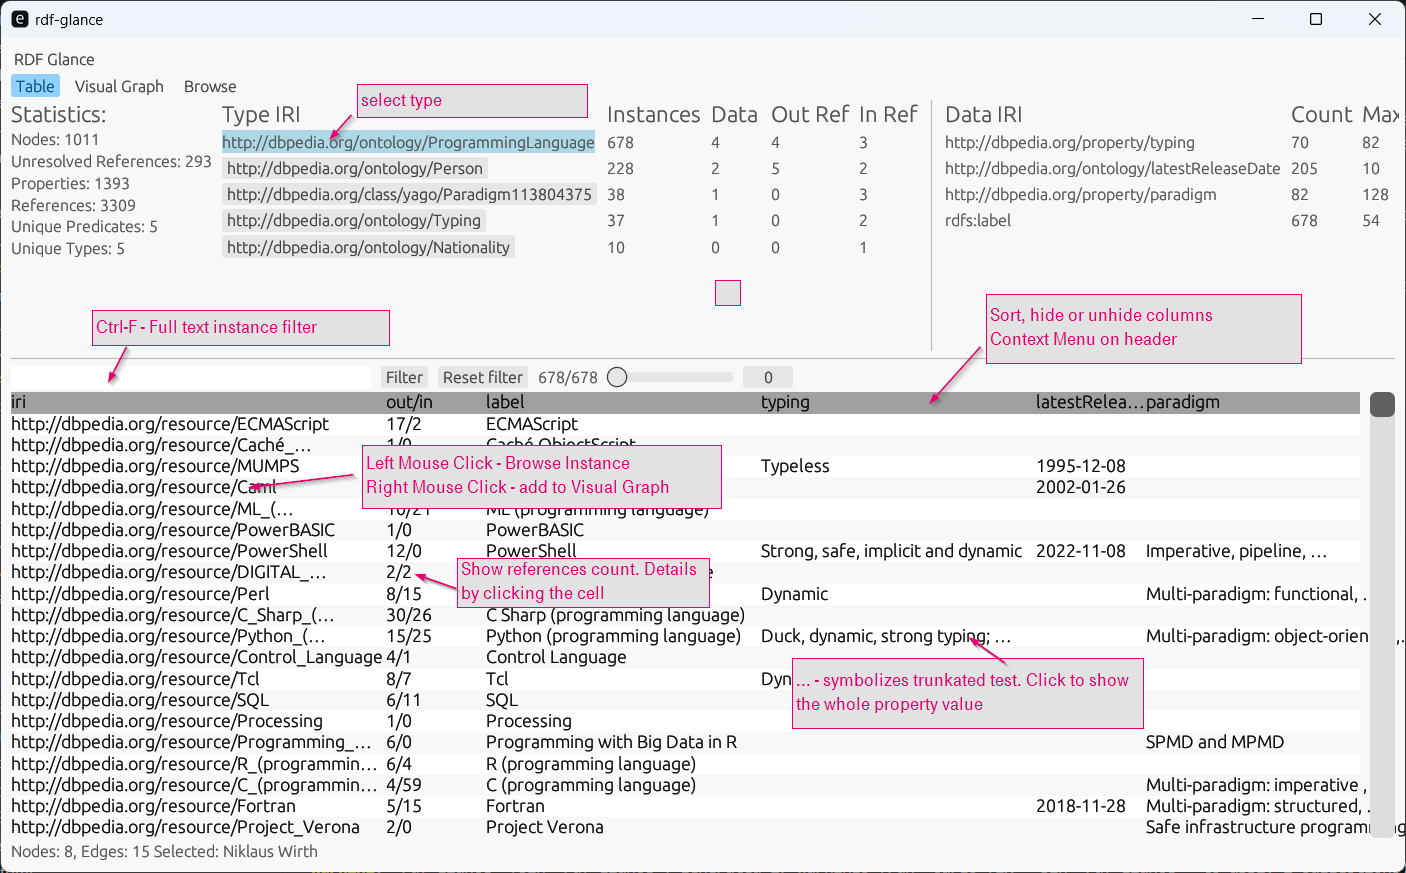 rdf-glance
RDF Glance
Table Visual Graph Browse
Statistics:
Nodes: 1011
Unresolved References: 293
Properties: 1393
References: 3309
Unique Predicates: 5
Unique Types: 5
select type
Type IRI Instances Data Out Ref In Ref
http://dbpedia.org/ontology/ProgrammingLanguage 678 4 4 3
http://dbpedia.org/ontology/Person 228 2 5 2
http://dbpedia.org/class/yago/Paradigm113804375 38 1 0 3
http://dbpedia.org/ontology/Typing 37 1 0 2
http://dbpedia.org/ontology/Nationality 10 0 0 1
Data IRI Count Max
http://dbpedia.org/property/typing 70 82
http://dbpedia.org/ontology/latestReleaseDate 205 10
http://dbpedia.org/property/paradigm 82 128
rdfs:label 678 54
Ctrl-F - Full text instance filter
Sort, hide or unhide columns
Context Menu on header
Filter Reset filter 678/678 0
iri out/in label typing latestRelea... paradigm
http://dbpedia.org/resource/ECMAScript 17/2 ECMAScript
http://dbpedia.org/resource/Caché_... 1/0 Caché ObjectScript
http://dbpedia.org/resource/MUMPS Typeless 1995-12-08
http://dbpedia.org/resource/Caml 2002-01-26
Left Mouse Click - Browse Instance
Right Mouse Click - add to Visual Graph
http://dbpedia.org/resource/ML_(... 10/21 ML (programming language)
http://dbpedia.org/resource/PowerBASIC 1/0 PowerBASIC
http://dbpedia.org/resource/PowerShell 12/0 PowerShell Strong, safe, implicit and dynamic 2022-11-08 Imperative, pipeline, ...
http://dbpedia.org/resource/DIGITAL_... 2/2
Show references count. Details
by clicking the cell
http://dbpedia.org/resource/Perl 8/15 Dynamic Multi-paradigm: functional, .
http://dbpedia.org/resource/C_Sharp_(... 30/26 C Sharp (programming language)
http://dbpedia.org/resource/Python_(... 15/25 Python (programming language) Duck, dynamic, strong typing; ... Multi-paradigm: object-orien ,.
http://dbpedia.org/resource/Control_Language 4/1 Control Language
http://dbpedia.org/resource/Tcl 8/7 Tcl Dyn
... - symbolizes trunkated test. Click to show
the whole property value
http://dbpedia.org/resource/SQL 6/11 SQL
http://dbpedia.org/resource/Processing 1/0 Processing
http://dbpedia.org/resource/Programming_... 6/0 Programming with Big Data in R SPMD and MPMD
http://dbpedia.org/resource/R_(programmin... 6/4 R (programming language)
http://dbpedia.org/resource/C_(programmin... 4/59 C (programming language) Multi-paradigm: imperative ,
http://dbpedia.org/resource/Fortran 5/15 Fortran 2018-11-28 Multi-paradigm: structured, .
http://dbpedia.org/resource/Project_Verona 2/0 Project Verona Safe infrastructure programming
Nodes: 8, Edges: 15 Selected: Niklaus Wirth